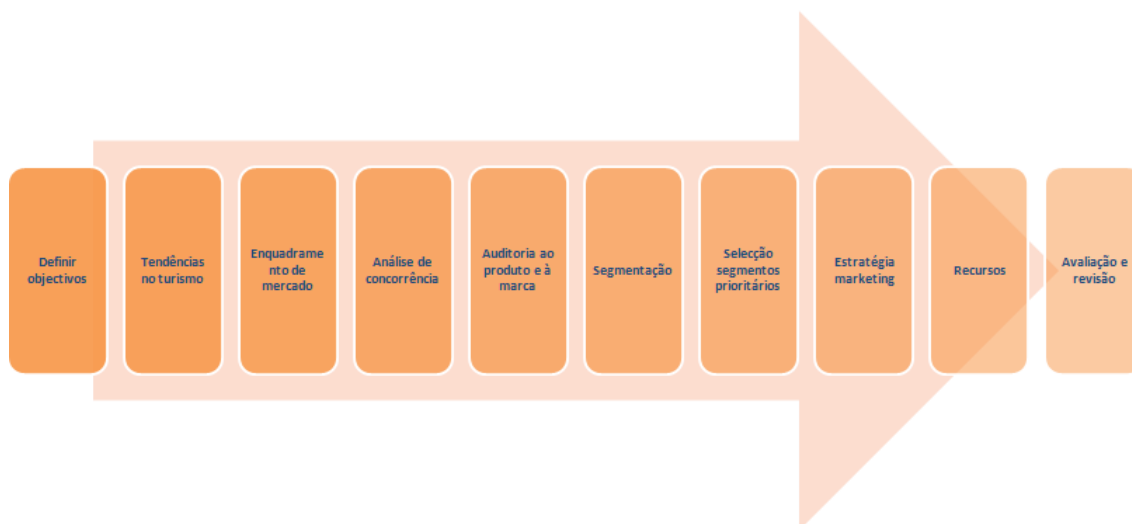 Definir
objectivos
Tendências
no turismo
Enquadrame
nto de
mercado
Análise de
concorrência
Auditoria ao
produto e à
marca
Segmentação
Selecção
segmentos
prioritários
Estratégia
marketing
Recursos
Avaliação e
revisão